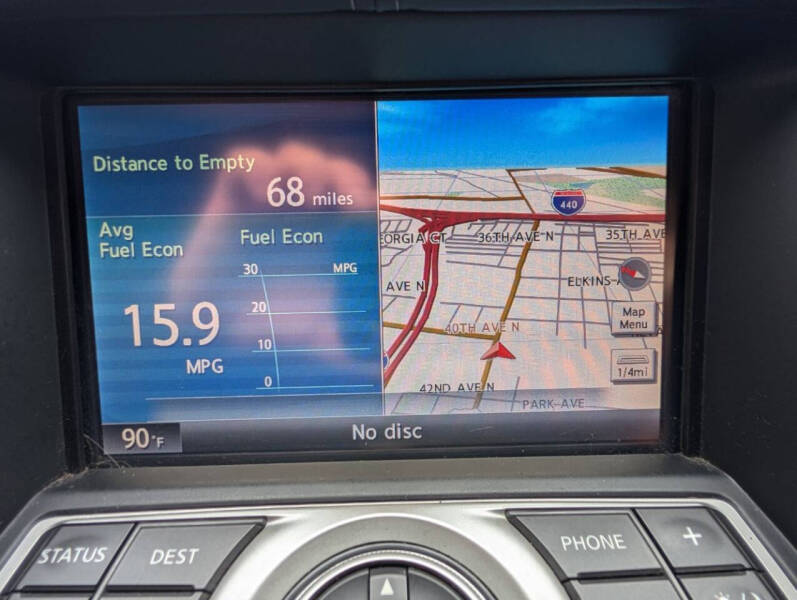 Distance to Empty
68 miles
Avg
Fuel Econ
Fuel Econ
30 MPG
20
15.9
10
MPG
0
440
36TH AVE N
35TH AVE
AVE N
40TH AVE N
42ND AVE N
PARK AVE
Map
Menu
1/4mi
90°F
No disc
STATUS
DEST
PHONE
+